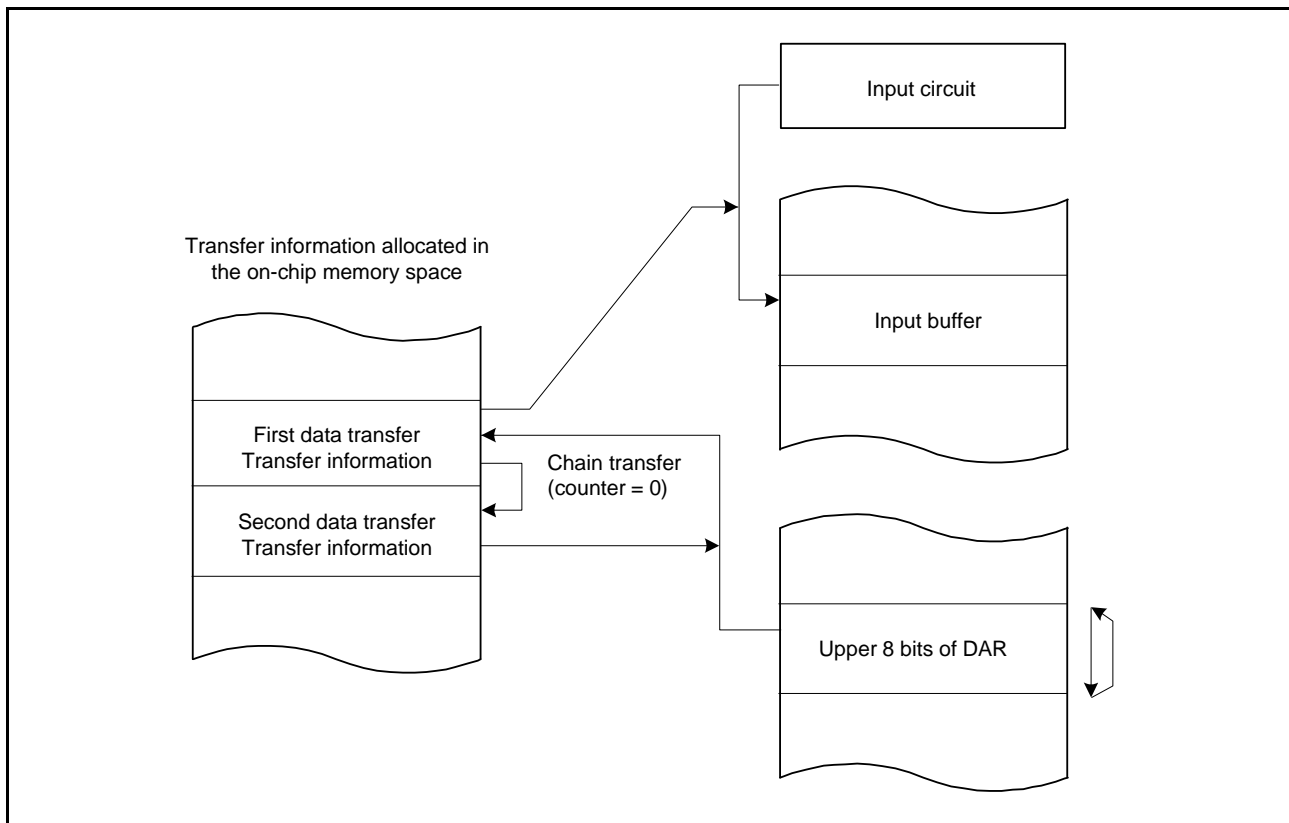 Input circuit
Transfer information allocated in
the on-chip memory space
Input buffer
First data transfer
Transfer information
Chain transfer
(counter = 0)
Second data transfer
Transfer information
Upper 8 bits of DAR